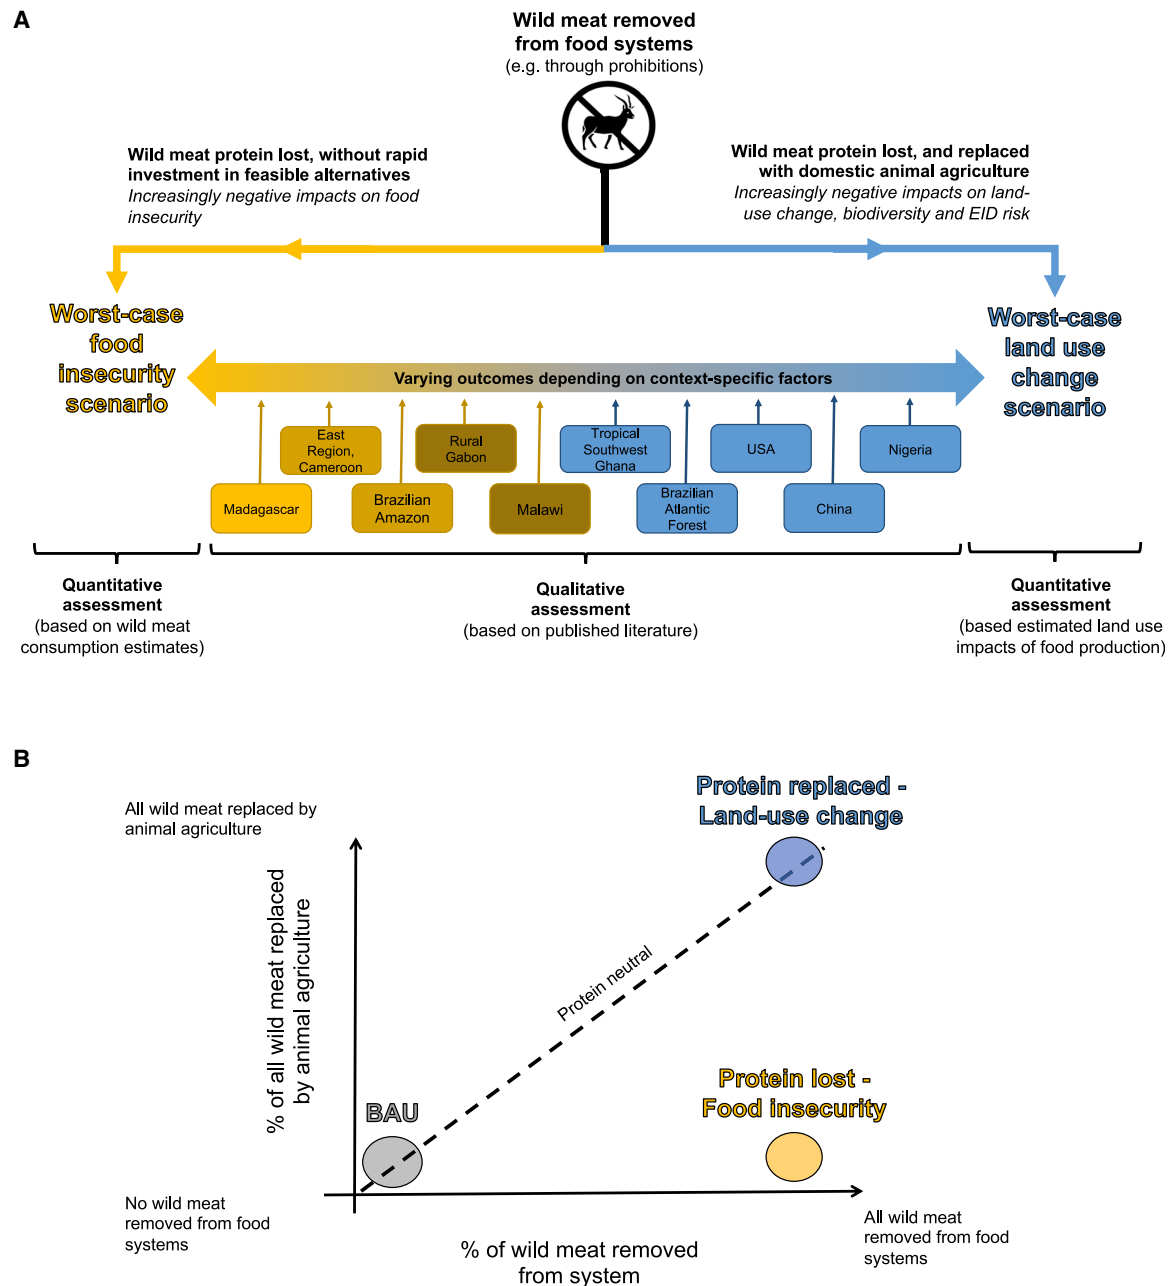 A
Wild meat removed
from food systems
(e.g. through prohibitions)
Wild meat protein lost, without rapid
investment in feasible alternatives
Increasingly negative impacts on food
insecurity
Wild meat protein lost, and replaced
with domestic animal agriculture
Increasingly negative impacts on land-
use change, biodiversity and EID risk
Worst-case
food
insecurity
scenario
Worst-case
land use
change
scenario
Varying outcomes depending on context-specific factors
East
Region,
Cameroon
Rural
Gabon
Tropical
Southwest
Ghana
USA
Nigeria
Madagascar
Brazilian
Amazon
Malawi
Brazilian
Atlantic
Forest
China
Quantitative
assessment
(based on wild meat
consumption estimates)
Qualitative
assessment
(based on published literature)
Quantitative
assessment
(based estimated land use
impacts of food production)
B
All wild meat replaced by
animal agriculture
% of all wild meat replaced
by animal agriculture
Protein replaced -
Land-use change
Protein neutral
BAU
Protein lost -
Food insecurity
No wild meat
removed from food
systems
% of wild meat removed
from system
All wild meat
removed from food
systems